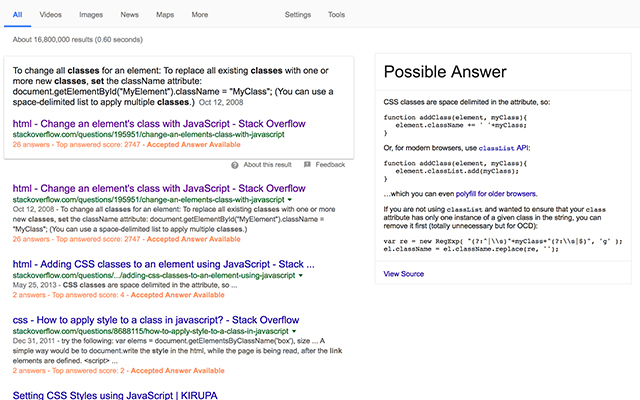 All Videos Images News Maps More Settings Tools
About 16,800,000 results (0.60 seconds)
To change all classes for an element: To replace all existing classes with one or
more new classes, set the className attribute:
document.getElementById("MyElement").className = "MyClass"; (You can use a
space-delimited list to apply multiple classes.) Oct 12, 2008
html - Change an element's class with JavaScript - Stack Overflow
stackoverflow.com/questions/195951/change-an-elements-class-with-javascript
26 answers - Top answered score: 2747 Accepted Answer Available
About this result Feedback
html - Change an element's class with JavaScript - Stack Overflow
stackoverflow.com/questions/195951/change-an-elements-class-with-javascript
Oct 12, 2008 - To change all classes for an element: To replace all existing classes with one or more
new classes, set the className attribute: document.getElementById("MyElement").className =
"MyClass"; (You can use a space-delimited list to apply multiple classes.)
26 answers - Top answered score: 2747 - Accepted Answer Available
html - Adding CSS classes to an element using JavaScript - Stack ...
stackoverflow.com/questions/.../adding-css-classes-to-an-element-using-javascript
May 25, 2013 - CSS classes are space delimited in the attribute, so ...
2 answers - Top answered score: 4 - Accepted Answer Available
css - How to apply style to a class in javascript? - Stack Overflow
stackoverflow.com/questions/8688115/how-to-apply-style-to-a-class-in-javascript
Dec 31, 2011 - try the following: var elems = document.getElementsByClassName('box'), size ... A
simple way would be to document.write the style in the html, while the page is being read, after the link
elements are defined. <script> ...
2 answers - Top answered score: 2 - Accepted Answer Available
Setting CSS Styles using JavaScript | KIRUPA
Possible Answer
CSS classes are space delimited in the attribute, so:
function addClass(element, myClass){
element.className += ' '+myClass;
}
Or, for modern browsers, use classList API:
function addClass(element, myClass){
element.classList.add(myClass);
}
...which you can even polyfill for older browsers.
If you are not using classList and wanted to ensure that your class
attribute has only one instance of a given class in the string, you can
remove it first (totally unnecessary but for OCD):
var re = new RegExp( "(?:^|\\s)"+myClass+"(?:\\s|$)", 'g' );
el.className = el.className.replace(re, '');
View Source